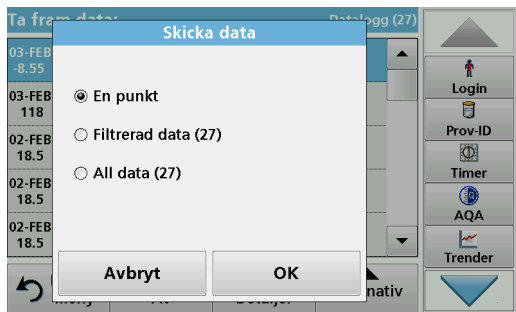 Ta fram data: Datalogg (27)
Skicka data
03-FEB
-8.55
03-FEB
118
02-FEB
18.5
02-FEB
18.5
02-FEB
18.5
En punkt
Filtrerad data (27)
All data (27)
Avbryt OK
Login
Prov-ID
Timer
AQA
Trender